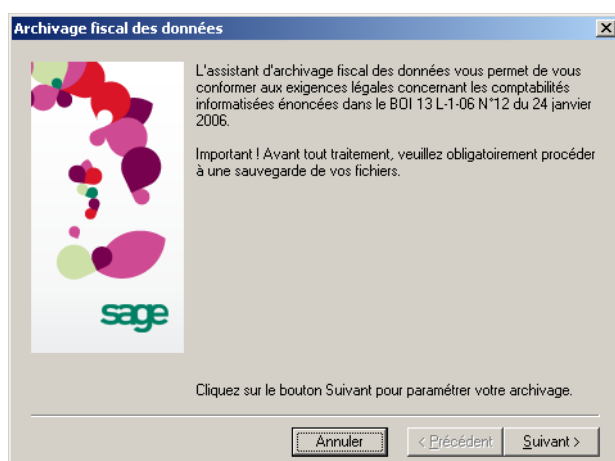 Archivage fiscal des données
L'assistant d'archivage fiscal des données vous permet de vous
conformer aux exigences légales concernant les comptabilités
informatisées énoncées dans le BOI 13 L-1-06 N°12 du 24 janvier
2006.
Important ! Avant tout traitement, veuillez obligatoirement procéder
à une sauvegarde de vos fichiers.
sage
Cliquez sur le bouton Suivant pour paramétrer votre archivage.
Annuler
< Précédent
Suivant >